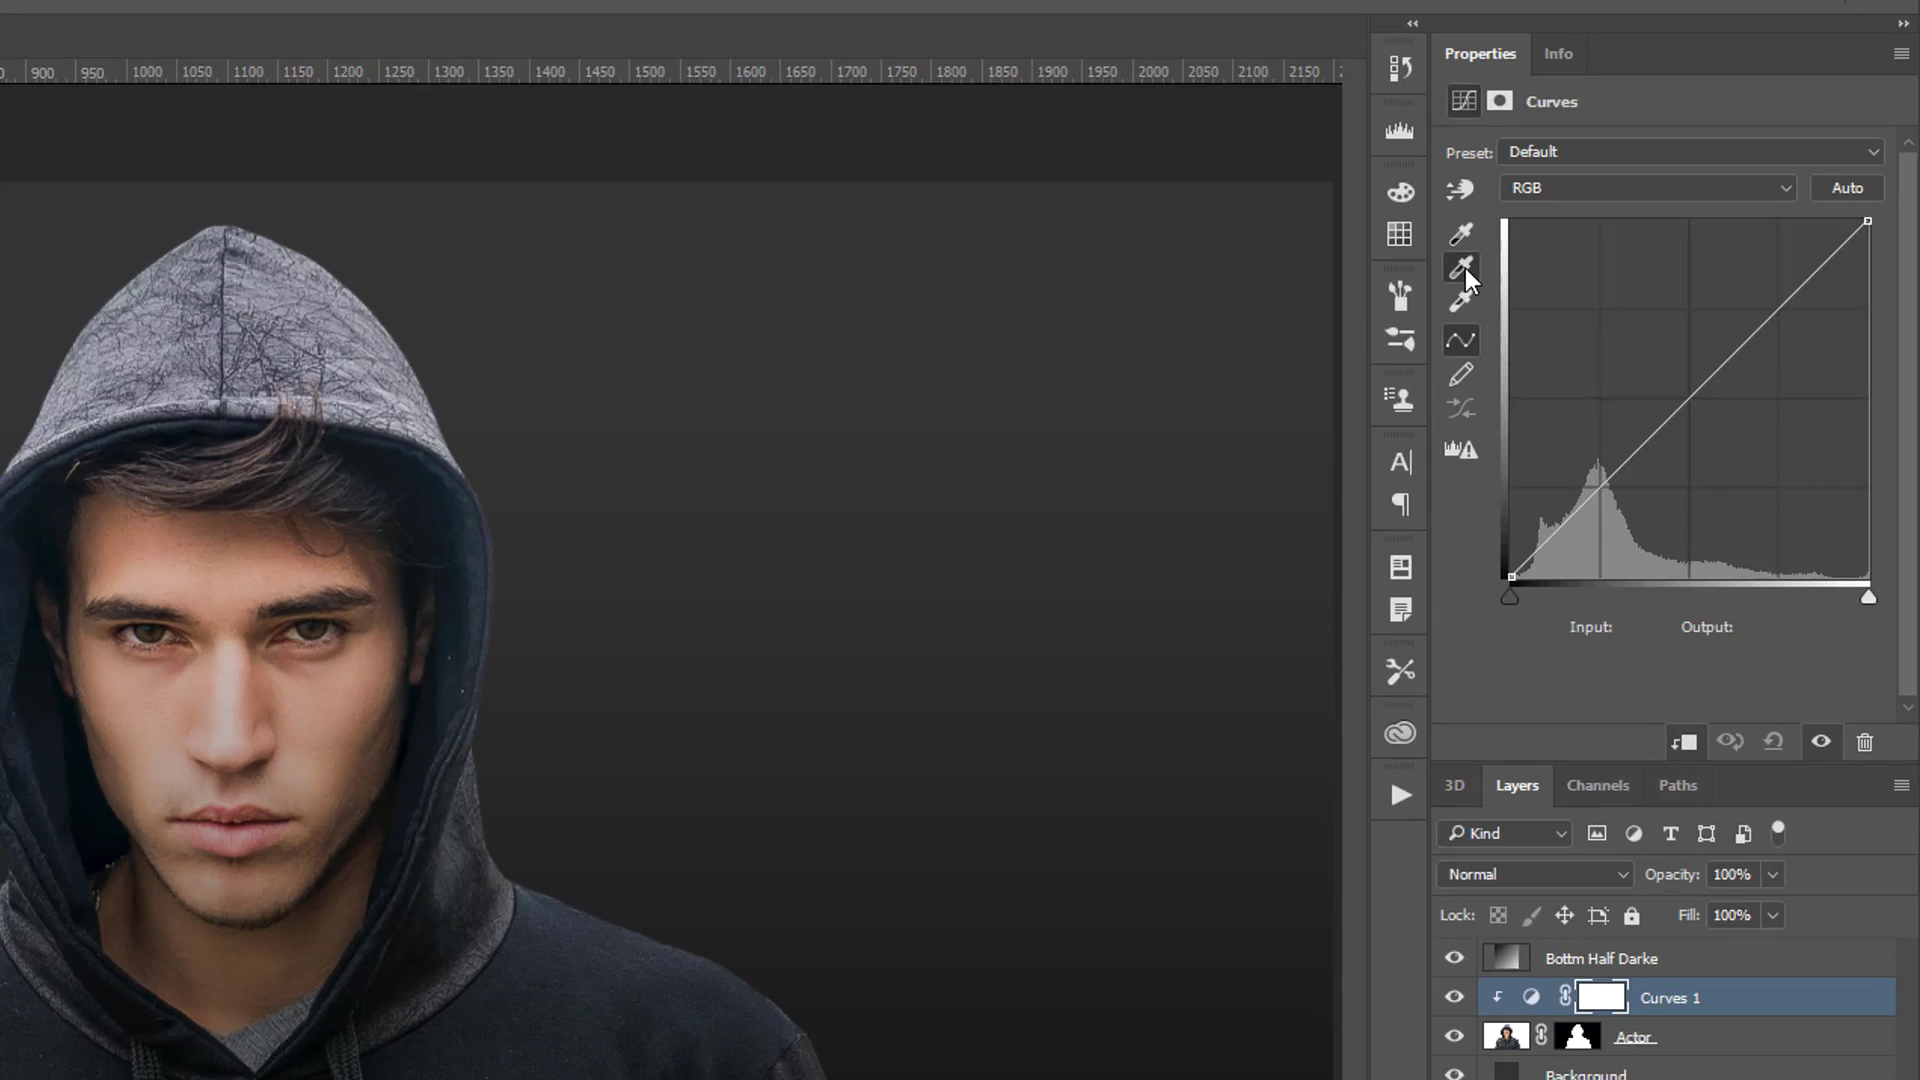 900 950 1000 1050 1100 1150 1200 1250 1300 1350 1400 1450 1500 1550 1600 1650 1700 1750 1800 1850 1900 1950 2000 2050 2100 2150
Properties Info
Curves
Preset: Default
RGB Auto
Input: Output:
3D Layers Channels Paths
Kind
Normal Opacity: 100%
Lock: Fill: 100%
Bottm Half Darke
Curves 1
Actor
Background